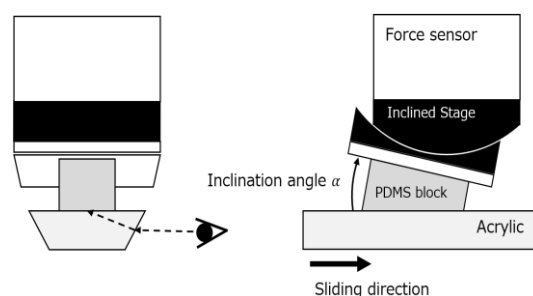 Force sensor
Inclined Stage
Inclination angle α
PDMS block
Acrylic
Sliding direction